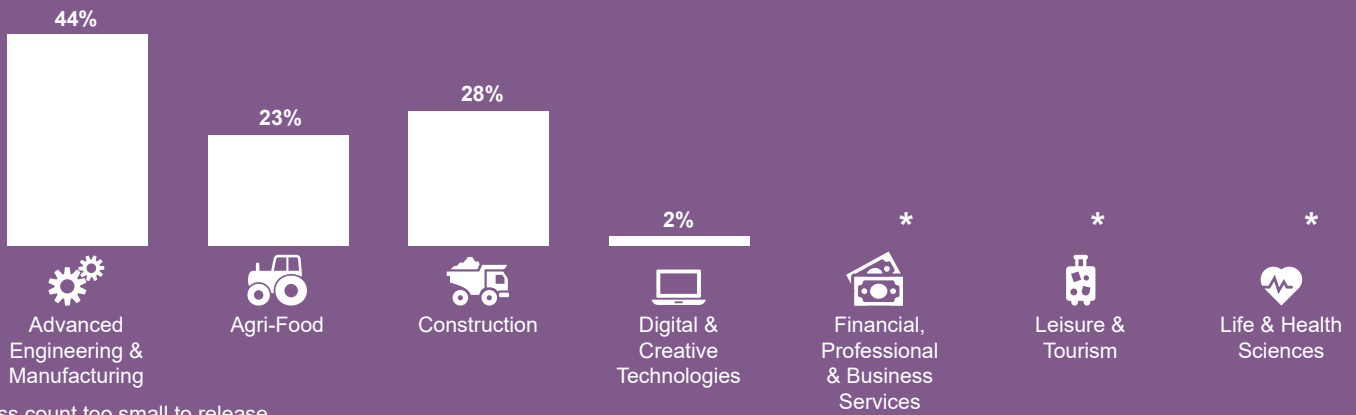 44%
23%
28%
2%
*
*
*
Advanced
Engineering &
Manufacturing
Agri-Food
Construction
Digital &
Creative
Technologies
Financial,
Professional
& Business
Services
Leisure &
Tourism
Life & Health
Sciences
count too small to release